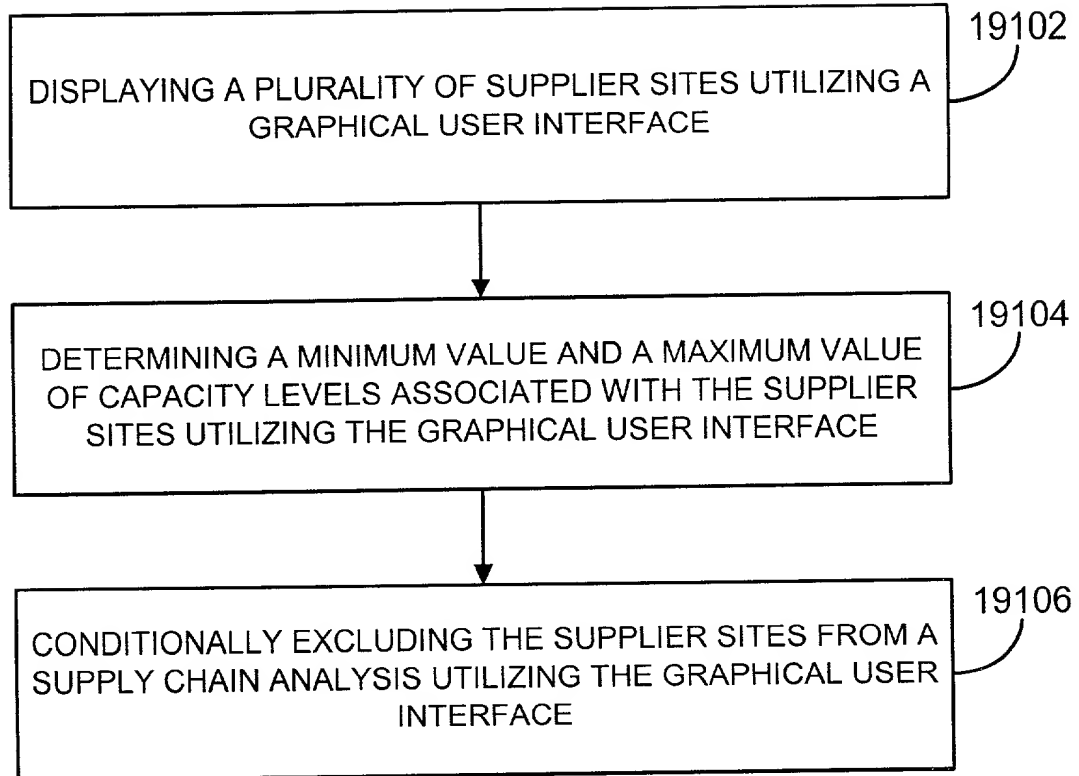 19102
DISPLAYING A PLURALITY OF SUPPLIER SITES UTILIZING A
GRAPHICAL USER INTERFACE
19104
DETERMINING A MINIMUM VALUE AND A MAXIMUM VALUE
OF CAPACITY LEVELS ASSOCIATED WITH THE SUPPLIER
SITES UTILIZING THE GRAPHICAL USER INTERFACE
19106
CONDITIONALLY EXCLUDING THE SUPPLIER SITES FROM A
SUPPLY CHAIN ANALYSIS UTILIZING THE GRAPHICAL USER
INTERFACE